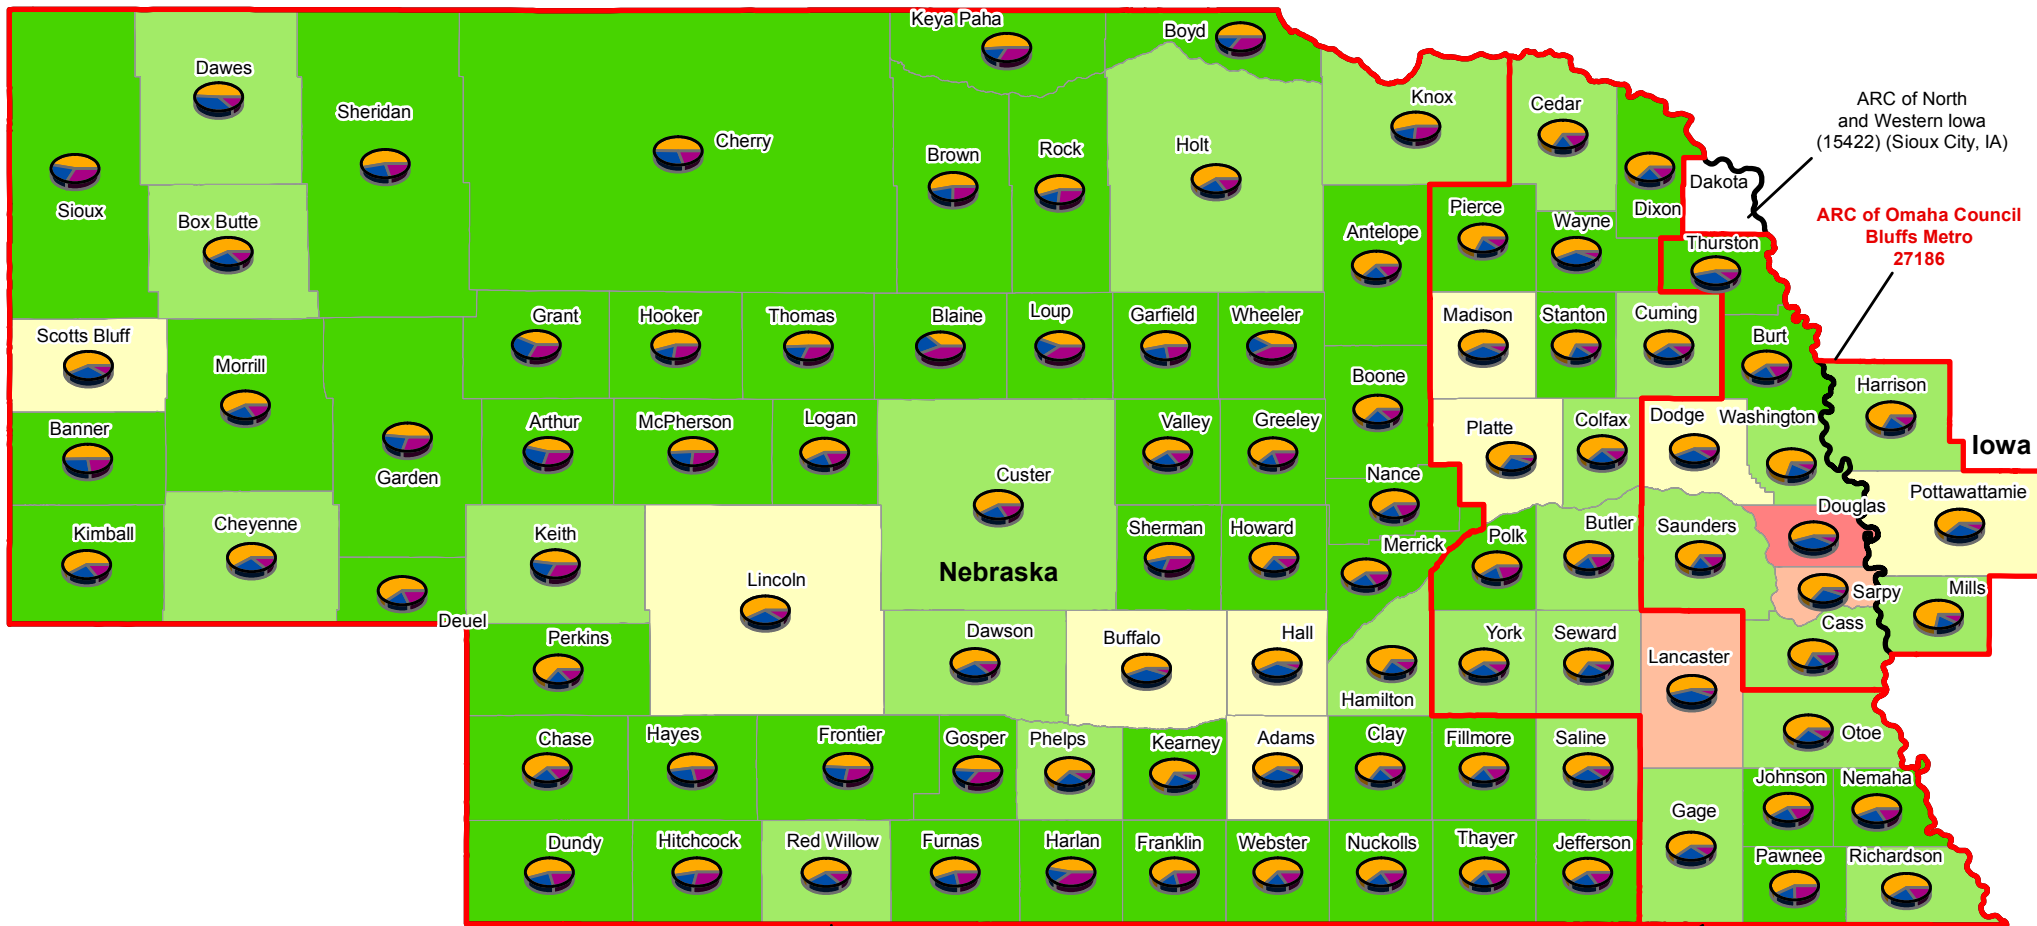 Keya Paha
Boyd
Dawes
Sheridan
Knox
Cedar
ARC of North
and Western Iowa
(15422) (Sioux City, IA)
Cherry
Brown
Rock
Holt
Dakota
Sioux
Box Butte
Antelope
Pierce
Wayne
Dixon
ARC of Omaha Council
Bluffs Metro
27186
Thurston
Scotts Bluff
Grant
Hooker
Thomas
Blaine
Loup
Garfield
Wheeler
Madison
Stanton
Cuming
Burt
Morrill
Boone
Harrison
Banner
Garden
Arthur
McPherson
Logan
Custer
Valley
Greeley
Platte
Colfax
Dodge
Washington
Iowa
Nance
Pottawattamie
Kimball
Cheyenne
Keith
Sherman
Howard
Merrick
Polk
Butler
Saunders
Douglas
Lincoln
Nebraska
Sarpy
Mills
Deuel
Perkins
Dawson
Buffalo
Hall
Hamilton
York
Seward
Lancaster
Cass
Chase
Hayes
Frontier
Gosper
Phelps
Kearney
Adams
Clay
Fillmore
Saline
Otoe
Johnson
Nemaha
Gage
Dundy
Hitchcock
Red Willow
Furnas
Harlan
Franklin
Webster
Nuckolls
Thayer
Jefferson
Pawnee
Richardson